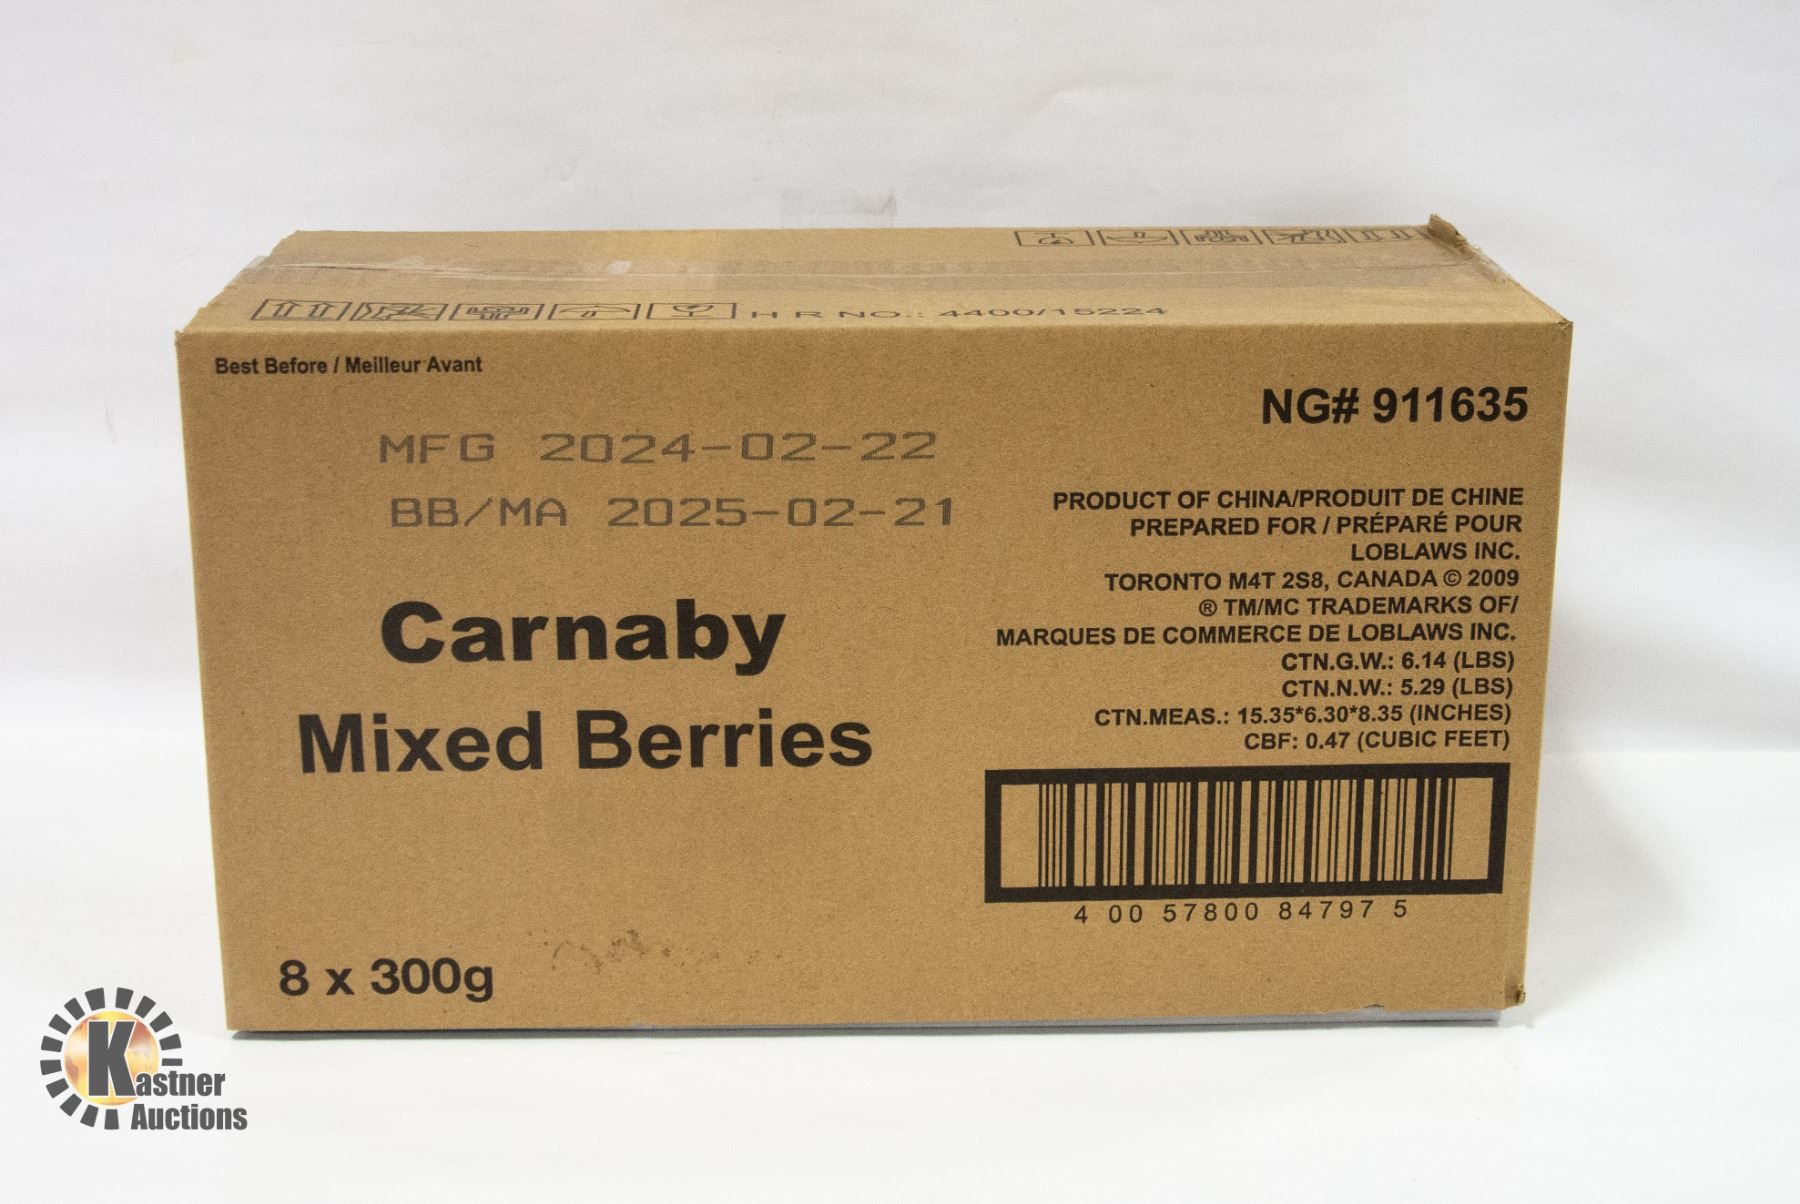 H R NO.: 4400/15224
Best Before / Meilleur Avant
MFG 2024-02-22
BB/MA 2025-02-21
Carnaby
Mixed Berries
8 x 300g
NG# 911635
PRODUCT OF CHINA/PRODUIT DE CHINE
PREPARED FOR / PRÉPARÉ POUR
LOBLAWS INC.
TORONTO M4T 2S8, CANADA © 2009
® TM/MC TRADEMARKS OF/
MARQUES DE COMMERCE DE LOBLAWS INC.
CTN.G.W.: 6.14 (LBS)
CTN.N.W.: 5.29 (LBS)
CTN.MEAS.: 15.35*6.30*8.35 (INCHES)
CBF: 0.47 (CUBIC FEET)
4 00 57800 84797 5
Kastner
Auctions